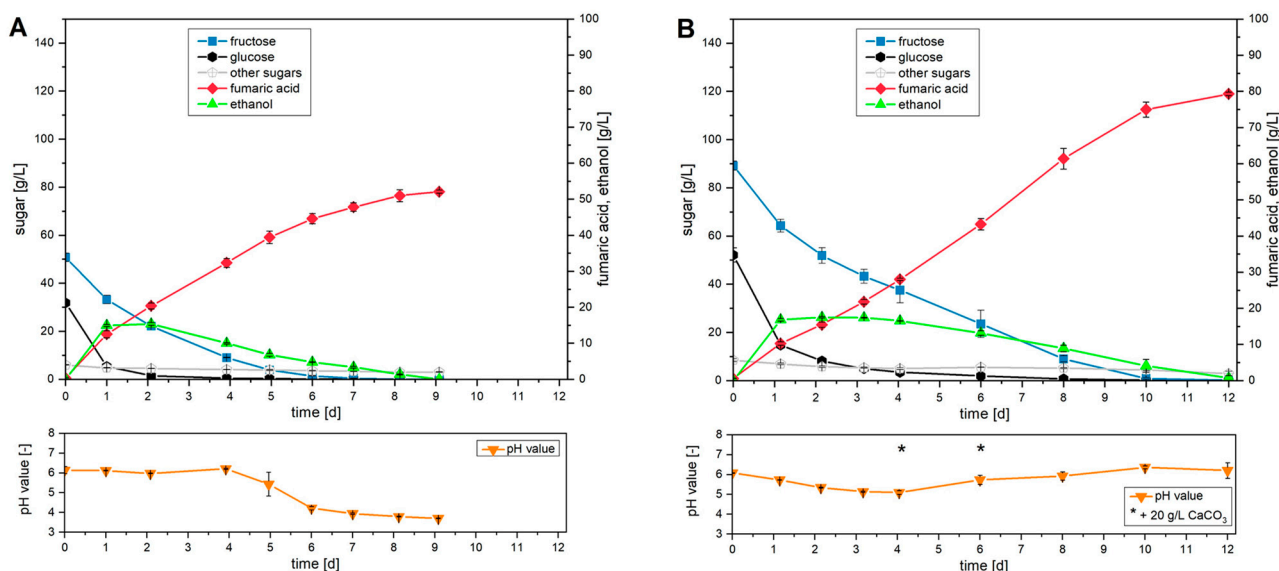 A
fructose
glucose
other sugars
fumaric acid
ethanol
sugar [g/L]
140
120
100
80
60
40
20
0
fumaric acid, ethanol [g/L]
100
90
80
70
60
50
40
30
20
10
0
0 1 2 3 4 5 6 7 8 9 10 11 12
time [d]
pH value [-]
8
7
6
5
4
3
pH value
0 1 2 3 4 5 6 7 8 9 10 11 12
time [d]
B
fructose
glucose
other sugars
fumaric acid
ethanol
sugar [g/L]
140
120
100
80
60
40
20
0
fumaric acid, ethanol [g/L]
100
90
80
70
60
50
40
30
20
10
0
0 1 2 3 4 5 6 7 8 9 10 11 12
time [d]
pH value [-]
8
7
6
5
4
3
* *
pH value
* + 20 g/L CaCO3
0 1 2 3 4 5 6 7 8 9 10 11 12
time [d]